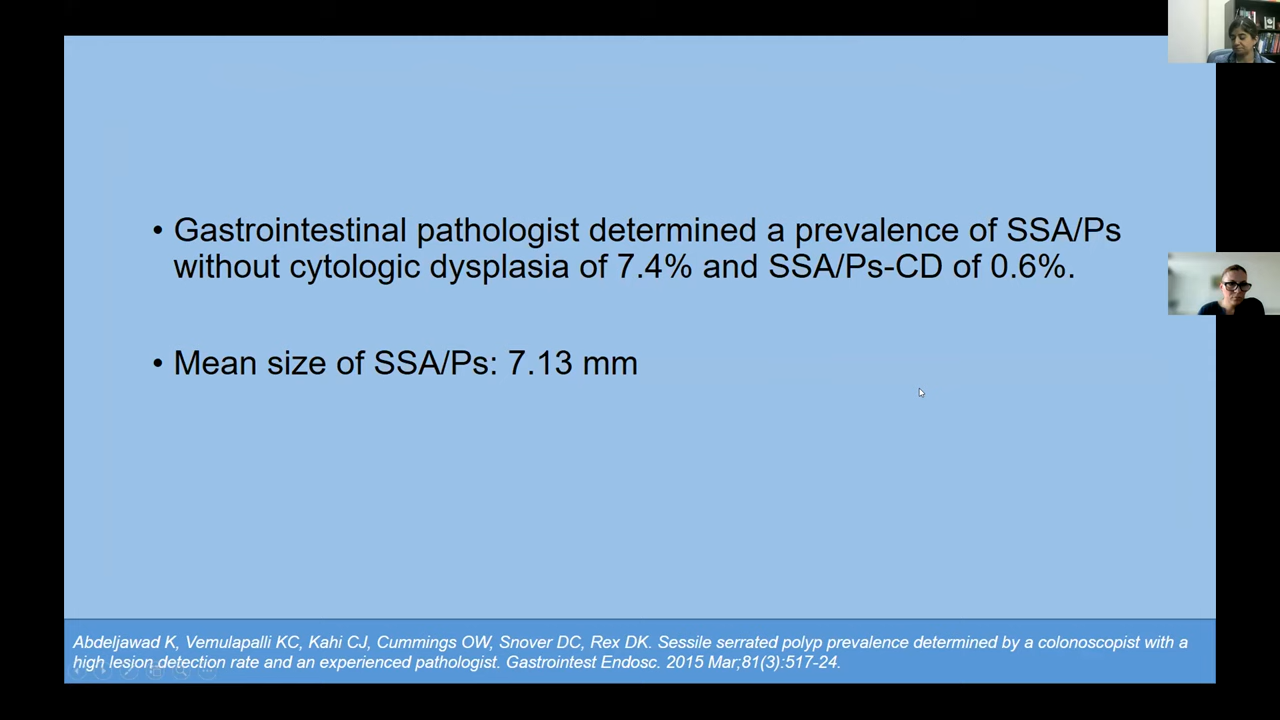 • Gastrointestinal pathologist determined a prevalence of SSA/Ps
without cytologic dysplasia of 7.4% and SSA/Ps-CD of 0.6%.
• Mean size of SSA/Ps: 7.13 mm
Abdeljawad K, Vemulapalli KC, Kahi CJ, Cummings OW, Snover DC, Rex DK. Sessile serrated polyp prevalence determined by a colonoscopist with a
high lesion detection rate and an experienced pathologist. Gastrointest Endosc. 2015 Mar;81(3):517-24.